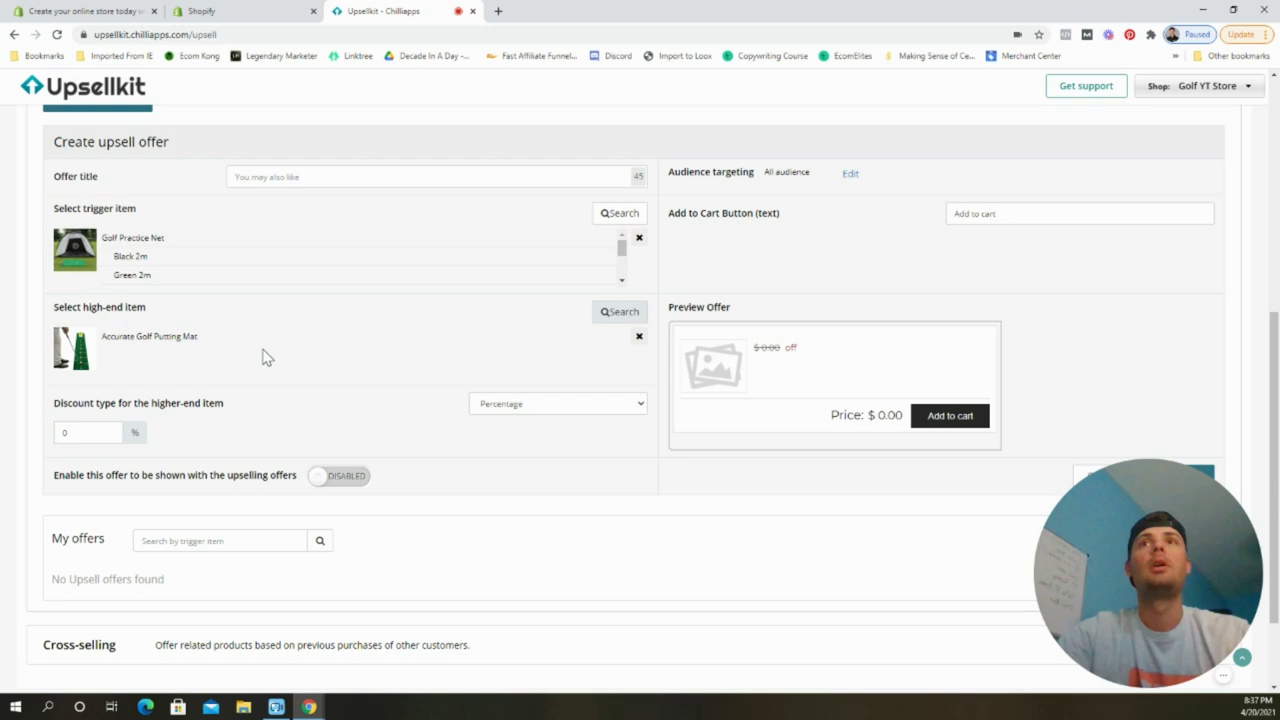 Create your online store today w
Shopify
Upsellkit - Chilliapps
upsellkit.chilliapps.com/upsell
Paused
Update
Bookmarks
Imported From IE
Ecom Kong
Legendary Marketer
Linktree
Decade In A Day -...
Fast Affiliate Funnel...
Discord
Import to Loox
Copywriting Course
EcomElites
Making Sense of Ce...
Merchant Center
Other bookmarks
Upsellkit
Get support
Shop: Golf YT Store
Create upsell offer
Offer title
You may also like
45
Audience targeting
All audience
Edit
Select trigger item
Search
Add to Cart Button (text)
Add to cart
Golf Practice Net
Black 2m
Green 2m
Select high-end item
Search
Preview Offer
Accurate Golf Putting Mat
$ 0.00 off
Discount type for the higher-end item
Percentage
Price: $ 0.00
Add to cart
0
%
Enable this offer to be shown with the upselling offers
DISABLED
My offers
Search by trigger item
No Upsell offers found
Cross-selling
Offer related products based on previous purchases of other customers.
8:37 PM
4/20/2021